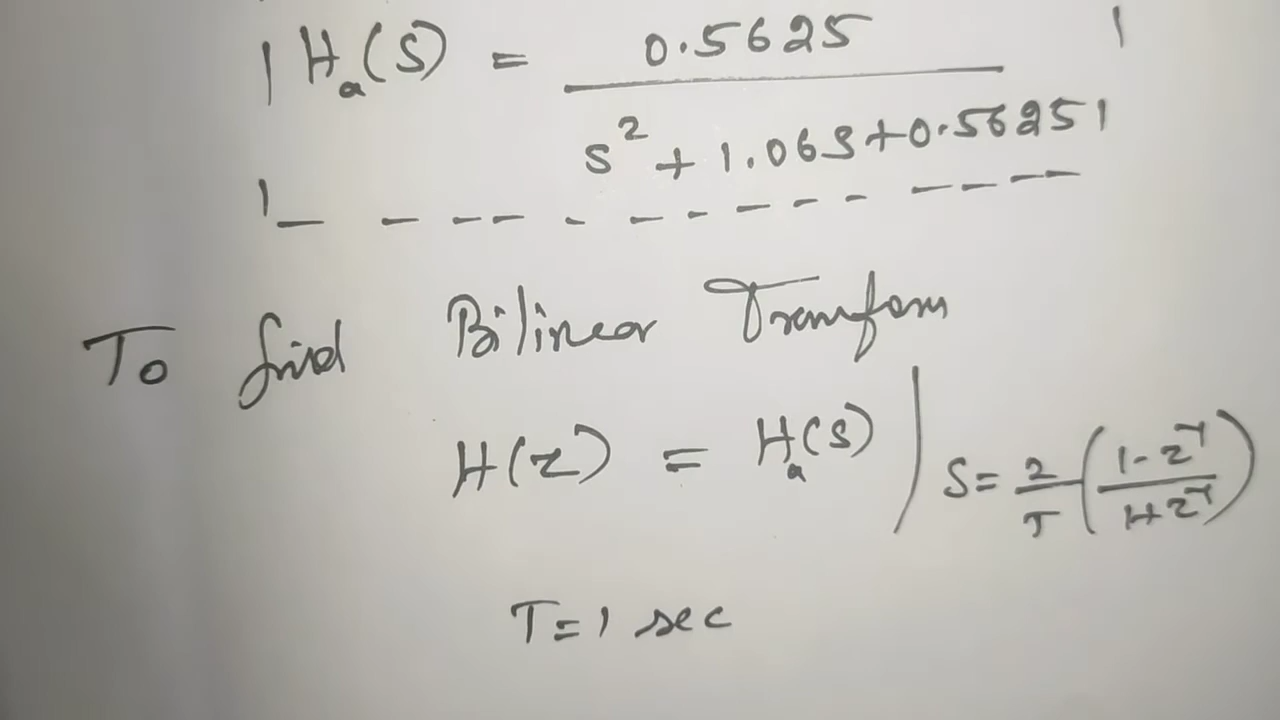 Hₐ(S) = 0.5625 / s² + 1.06s + 0.5625
To find Bilinear Transform
H(z) = Hₐ(s) | S = 2/T (1 - z⁻¹ / 1 + z⁻¹)
T = 1 sec